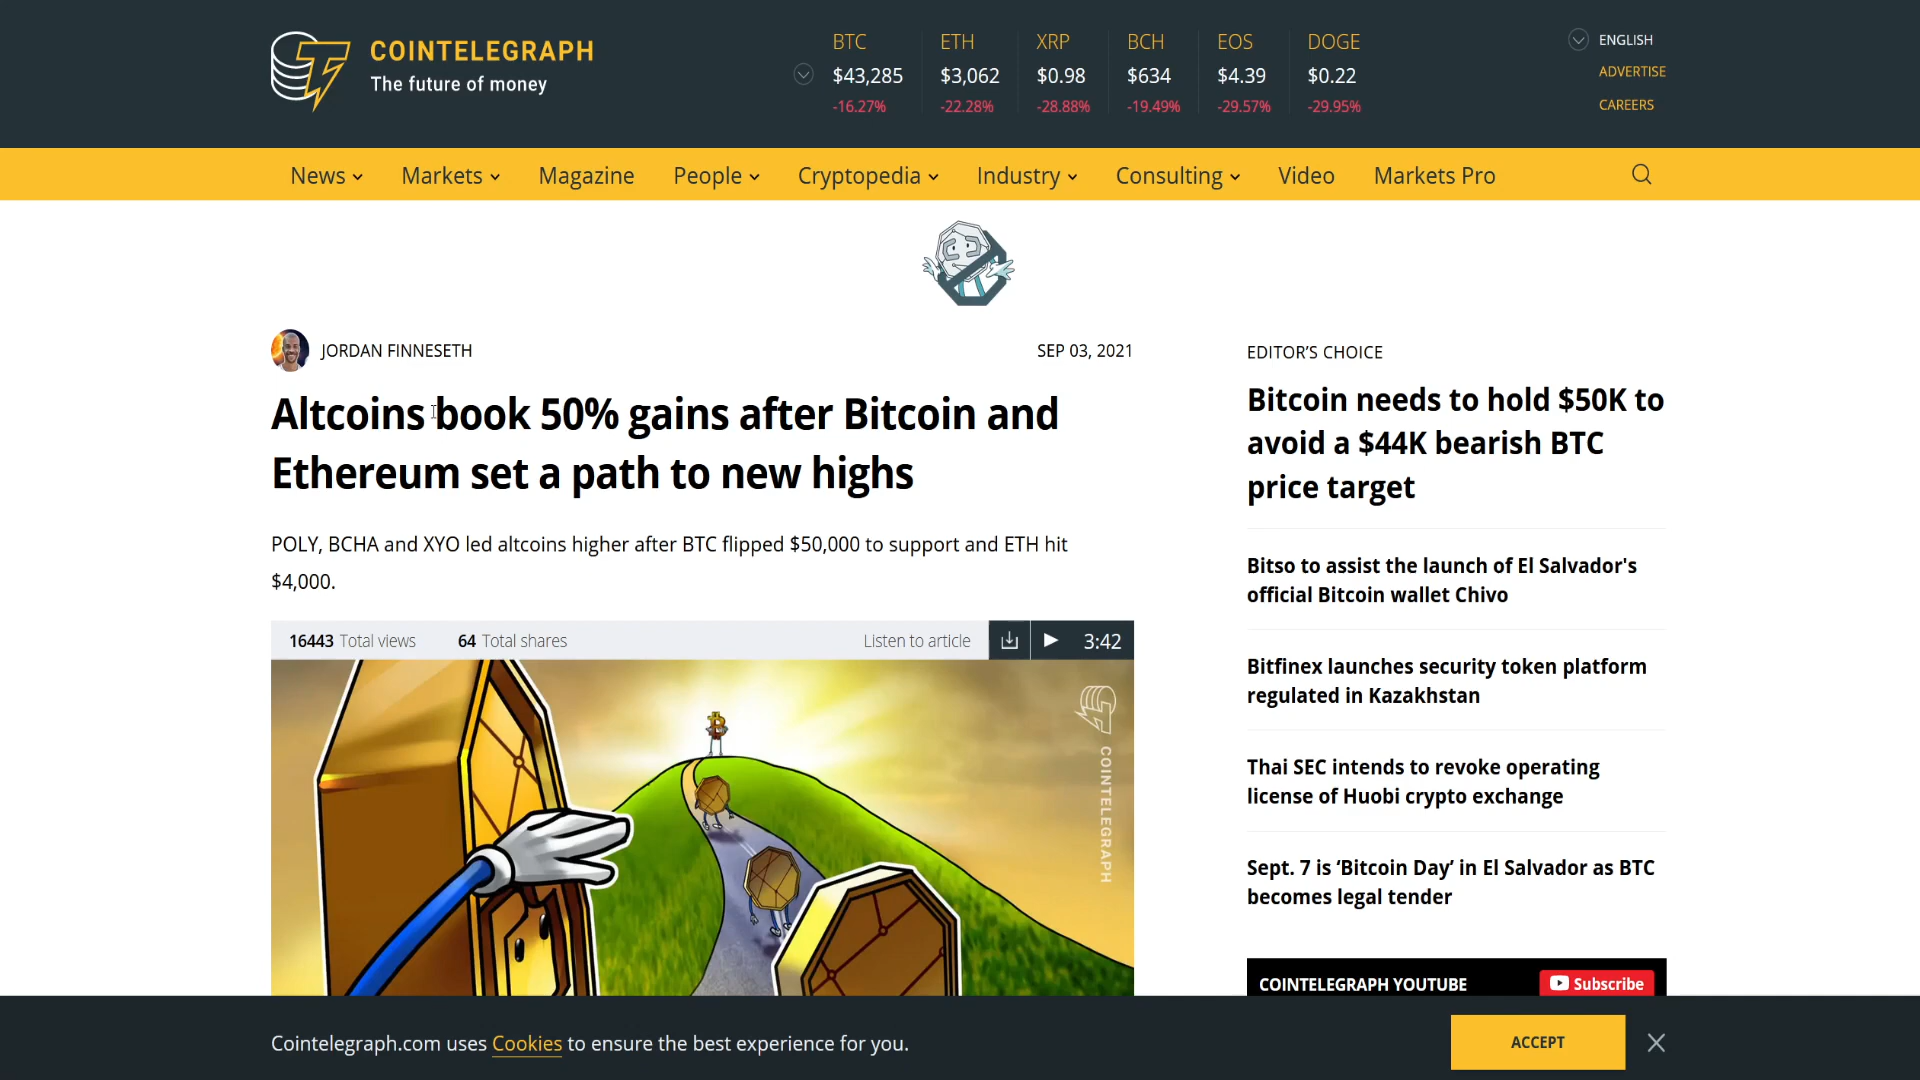 COINTELEGRAPH
The future of money
BTC ETH XRP BCH EOS DOGE
$43,285 $3,062 $0.98 $634 $4.39 $0.22
-16.27% -22.28% -28.88% -19.49% -29.57% -29.95%
ENGLISH
ADVERTISE
CAREERS
News Markets Magazine People Cryptopedia Industry Consulting Video Markets Pro
JORDAN FINNESETH
SEP 03, 2021
Altcoins book 50% gains after Bitcoin and
Ethereum set a path to new highs
POLY, BCHA and XYO led altcoins higher after BTC flipped $50,000 to support and ETH hit
$4,000.
16443 Total views 64 Total shares Listen to article 3:42
COINTELEGRAPH
EDITOR’S CHOICE
Bitcoin needs to hold $50K to
avoid a $44K bearish BTC
price target
Bitso to assist the launch of El Salvador's
official Bitcoin wallet Chivo
Bitfinex launches security token platform
regulated in Kazakhstan
Thai SEC intends to revoke operating
license of Huobi crypto exchange
Sept. 7 is ‘Bitcoin Day’ in El Salvador as BTC
becomes legal tender
COINTELEGRAPH YOUTUBE Subscribe
Cointelegraph.com uses Cookies to ensure the best experience for you.
ACCEPT